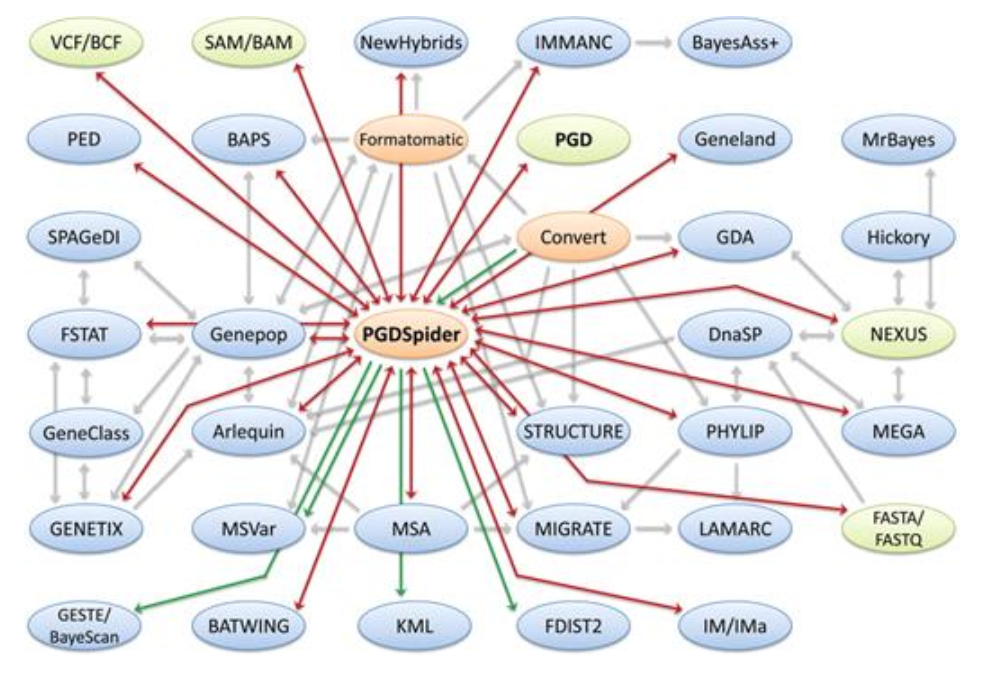 VCF/BCF
SAM/BAM
NewHybrids
IMMANC
BayesAss+
PED
BAPS
Formatomatic
PGD
Geneland
MrBayes
SPAGeDI
Convert
GDA
Hickory
FSTAT
Genepop
PGDSpider
DnaSP
NEXUS
GeneClass
Arlequin
STRUCTURE
PHYLIP
MEGA
GENETIX
MSVar
MSA
MIGRATE
LAMARC
FASTA/
FASTQ
GESTE/
BayeScan
BATWING
KML
FDIST2
IM/IMa